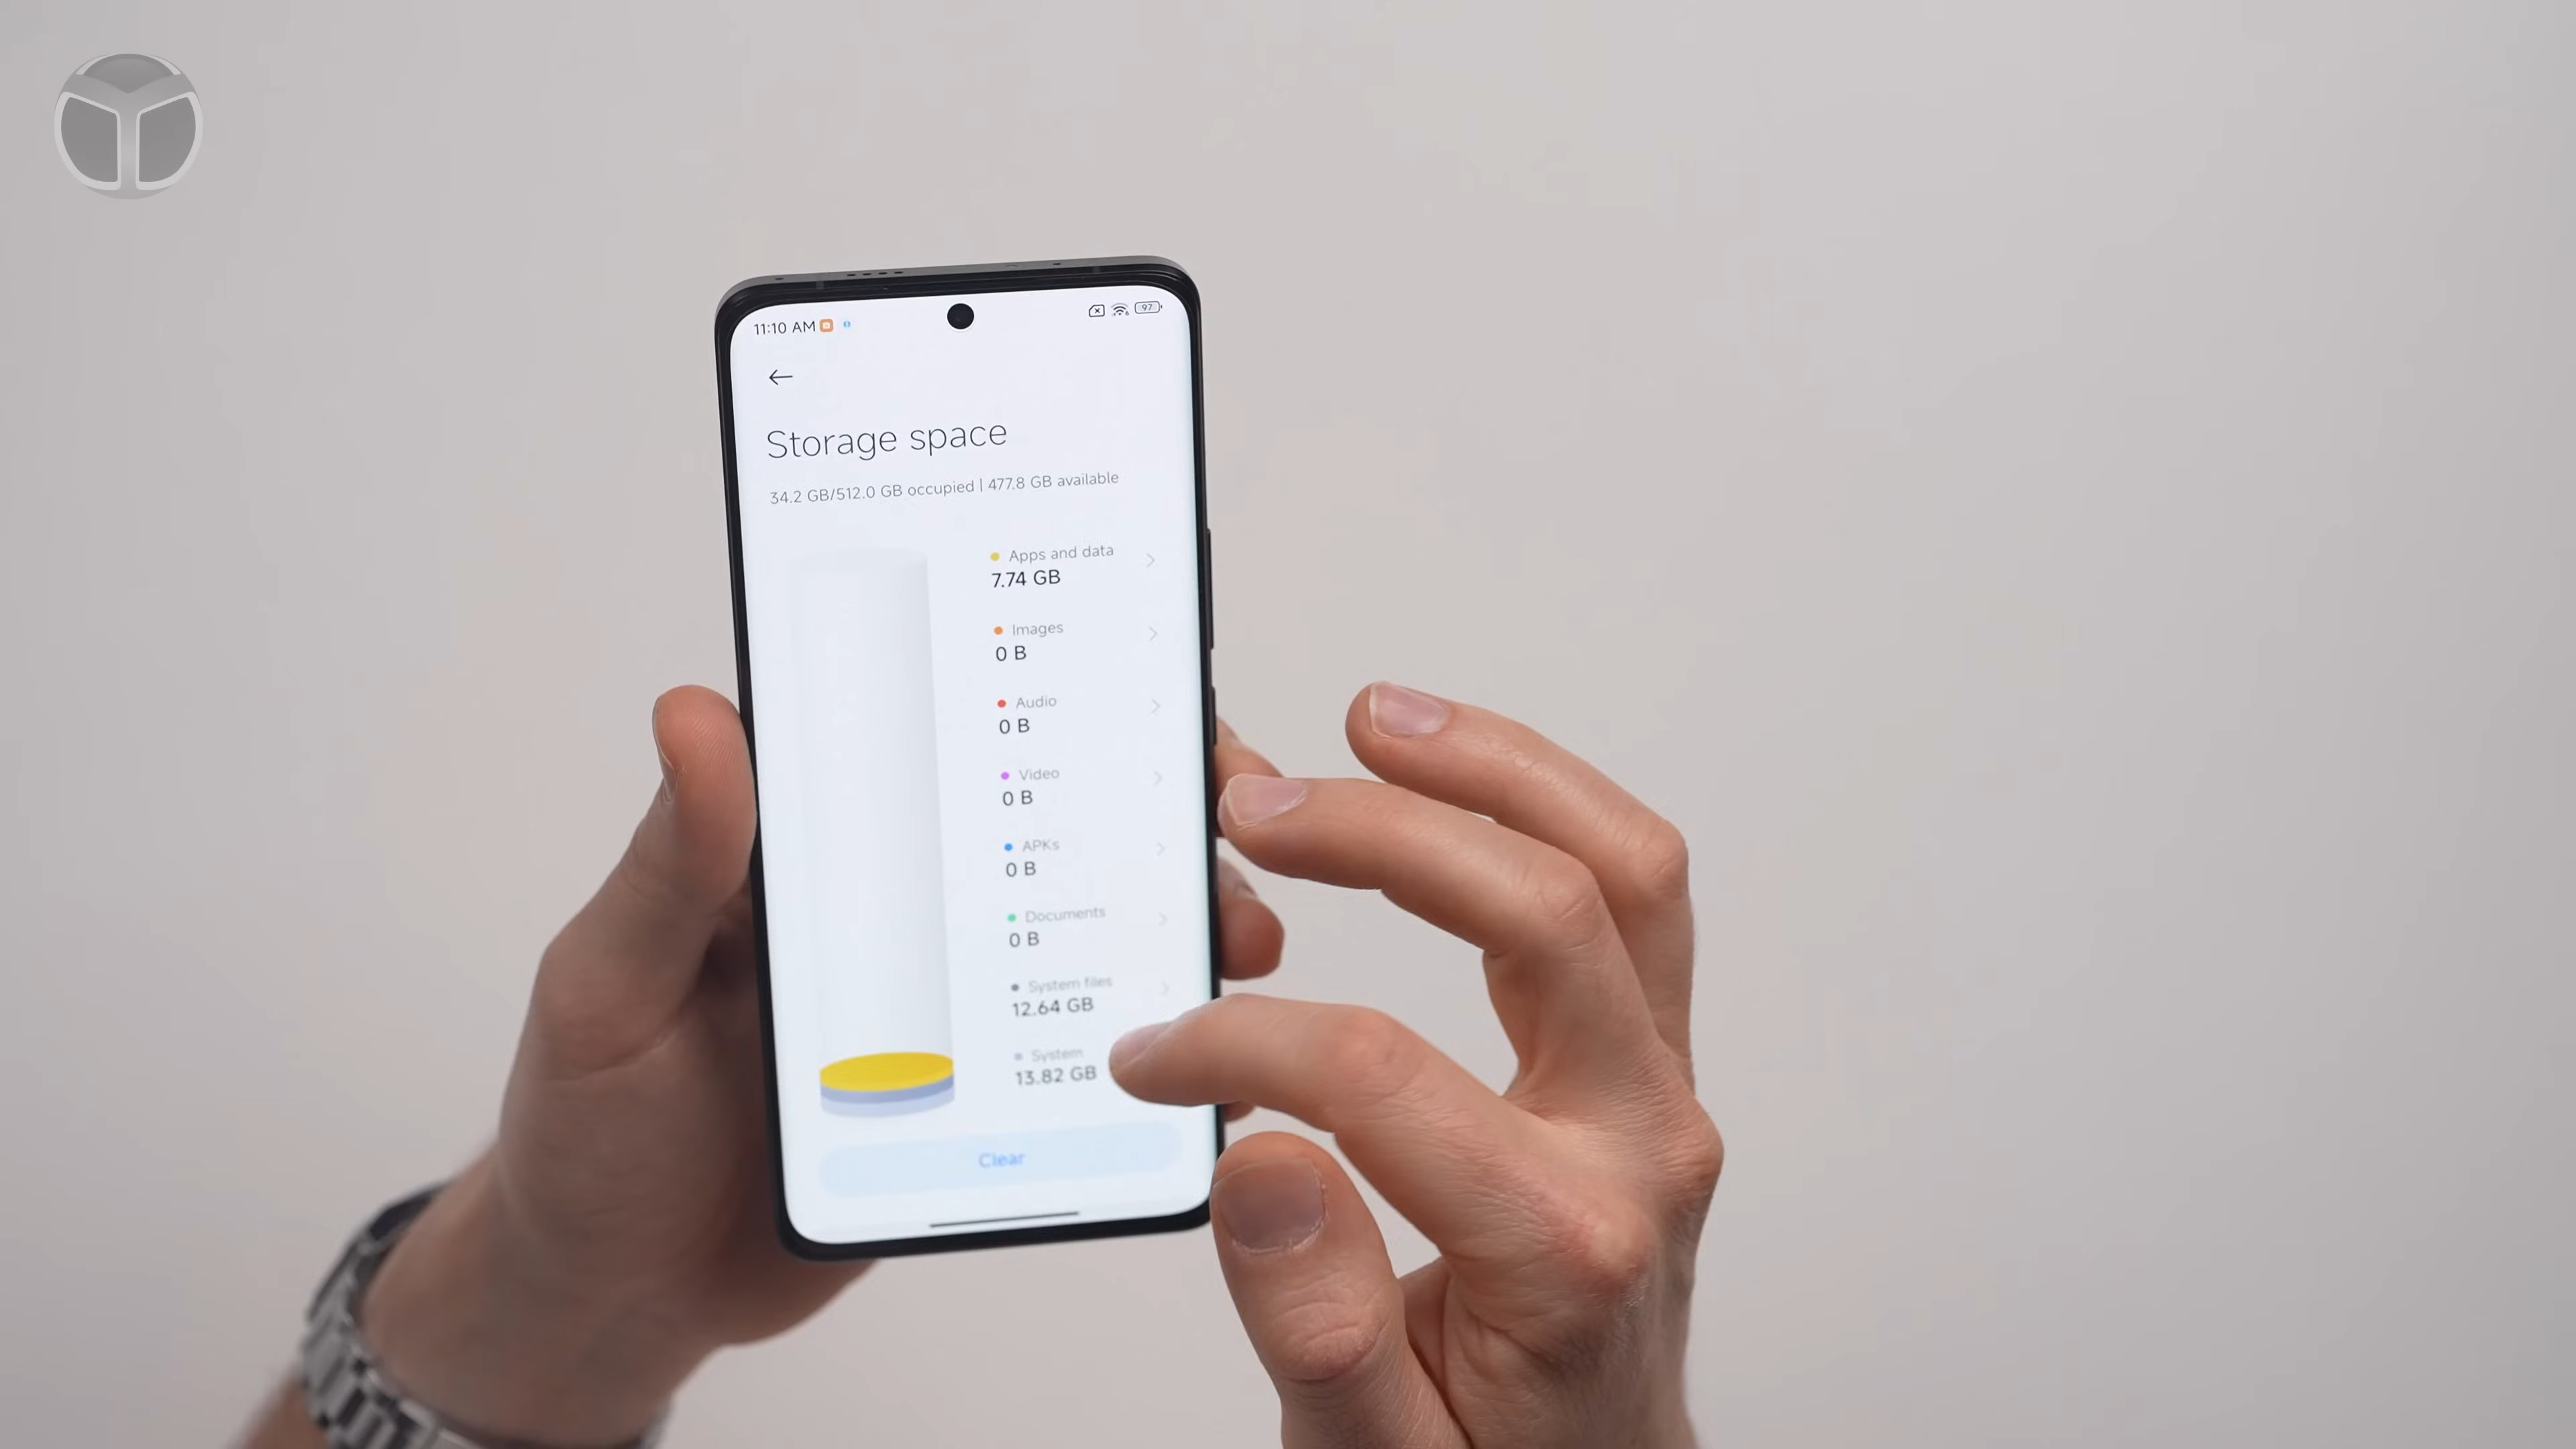 11:10 AM
97
Storage space
34.2 GB/512.0 GB occupied | 477.8 GB available
Apps and data
7.74 GB
Images
0 B
Audio
0 B
Video
0 B
APKs
0 B
Documents
0 B
System files
12.64 GB
System
13.82 GB
Clear